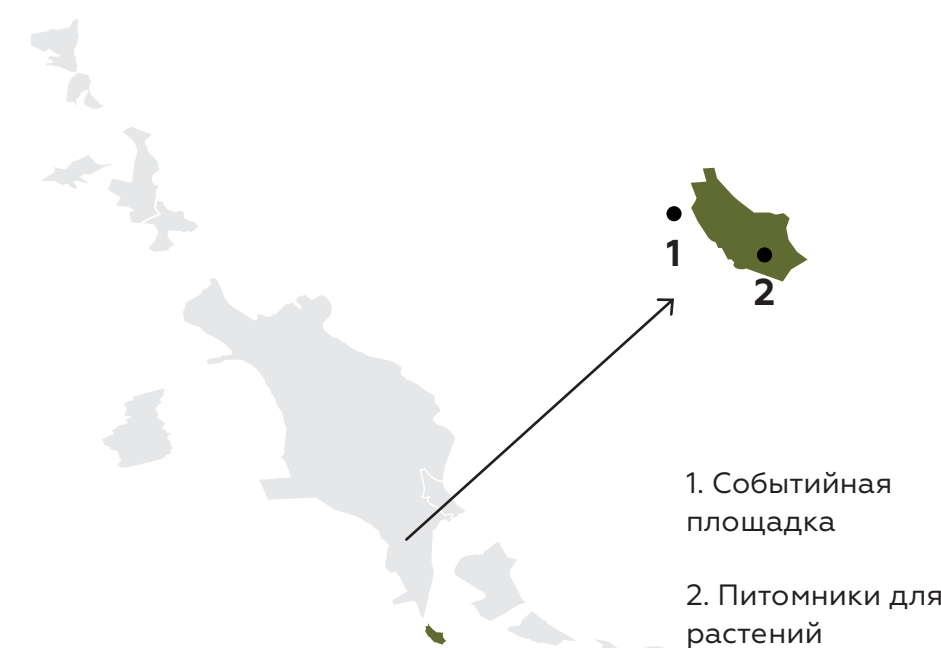 1
2
1. Событийная
площадка
2. Питомники для
растений